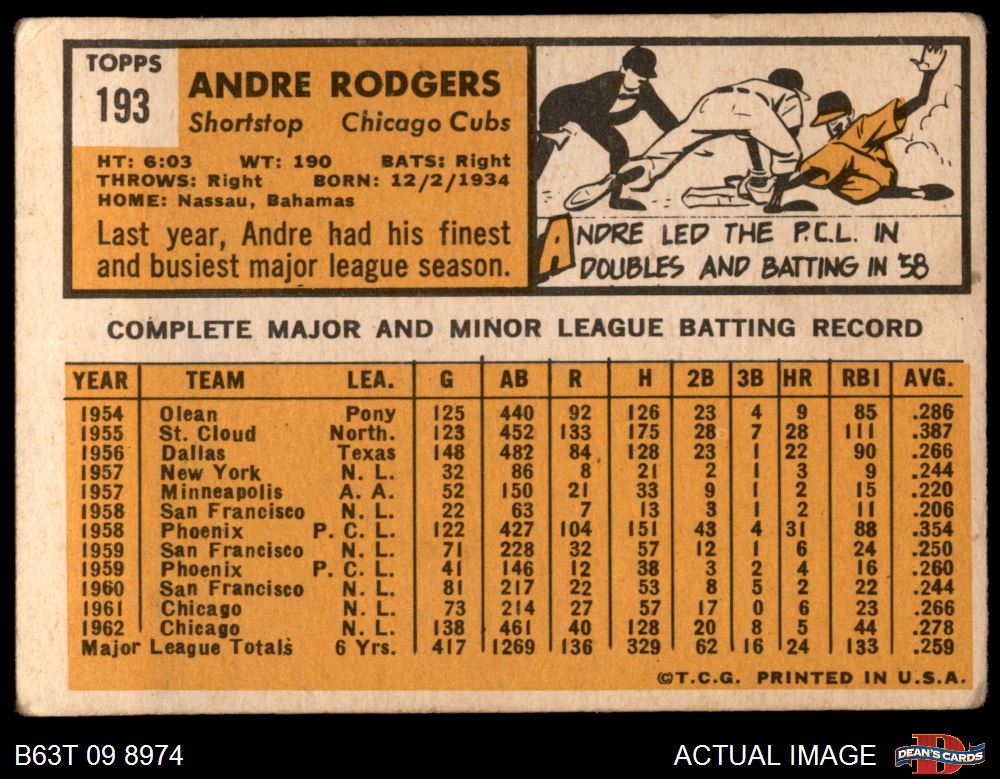 TOPPS
193
ANDRE RODGERS
Shortstop Chicago Cubs
HT: 6:03 WT: 190 BATS: Right
THROWS: Right BORN: 12/2/1934
HOME: Nassau, Bahamas
Last year, Andre had his finest
and busiest major league season.
ANDRE LED THE P.C.L. IN
DOUBLES AND BATTING IN '58
COMPLETE MAJOR AND MINOR LEAGUE BATTING RECORD
YEAR TEAM LEA. G AB R H 2B 3B HR RBI AVG.
1954 Olean Pony 125 440 92 126 23 4 9 85 .286
1955 St. Cloud North. 123 452 133 175 28 7 28 111 .387
1956 Dallas Texas 148 482 84 128 23 1 22 90 .266
1957 New York N. L. 32 86 8 21 2 1 3 9 .244
1957 Minneapolis A. A. 52 150 21 33 9 1 2 15 .220
1958 San Francisco N. L. 22 63 7 13 3 1 2 11 .206
1958 Phoenix P. C. L. 122 427 104 151 43 4 31 88 .354
1959 San Francisco N. L. 71 228 32 57 12 1 6 24 .250
1959 Phoenix P. C. L. 41 146 12 38 3 2 4 16 .260
1960 San Francisco N. L. 81 217 22 53 8 5 2 22 .244
1961 Chicago N. L. 73 214 27 57 17 0 6 23 .266
1962 Chicago N. L. 138 461 40 128 20 8 5 44 .278
Major League Totals 6 Yrs. 417 1269 136 329 62 16 24 133 .259
©T.C.G. PRINTED IN U.S.A.
B63T 09 8974 ACTUAL IMAGE DEAN'S CARDS